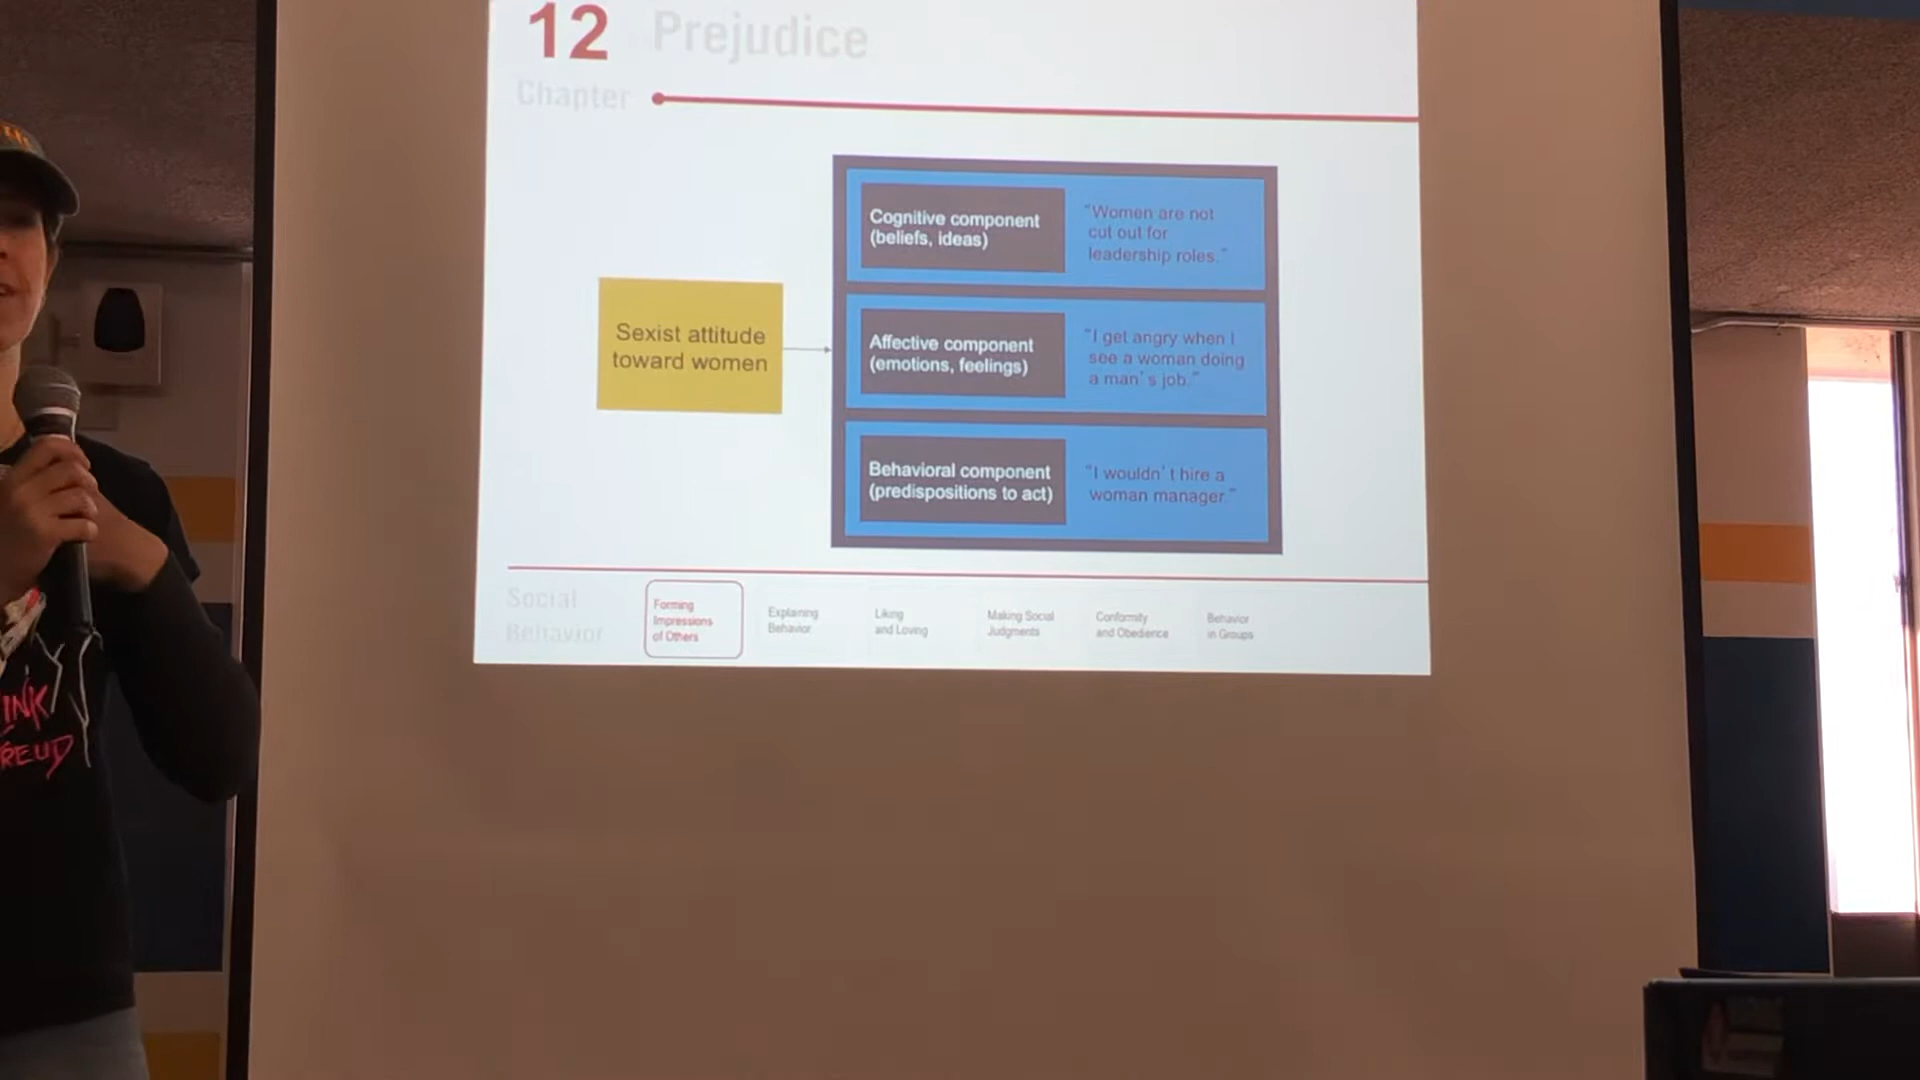 12 Prejudice
Chapter
Cognitive component
(beliefs, ideas)
"Women are not
cut out for
leadership roles."
Sexist attitude
toward women
Affective component
(emotions, feelings)
"I get angry when I
see a woman doing
a man's job."
Behavioral component
(predispositions to act)
"I wouldn't hire a
woman manager."
Social
Behavior
Forming
Impressions
of Others
Explaining
Behavior
Liking
and Loving
Making Social
Judgments
Conformity
and Obedience
Behavior
in Groups
INK
REUD